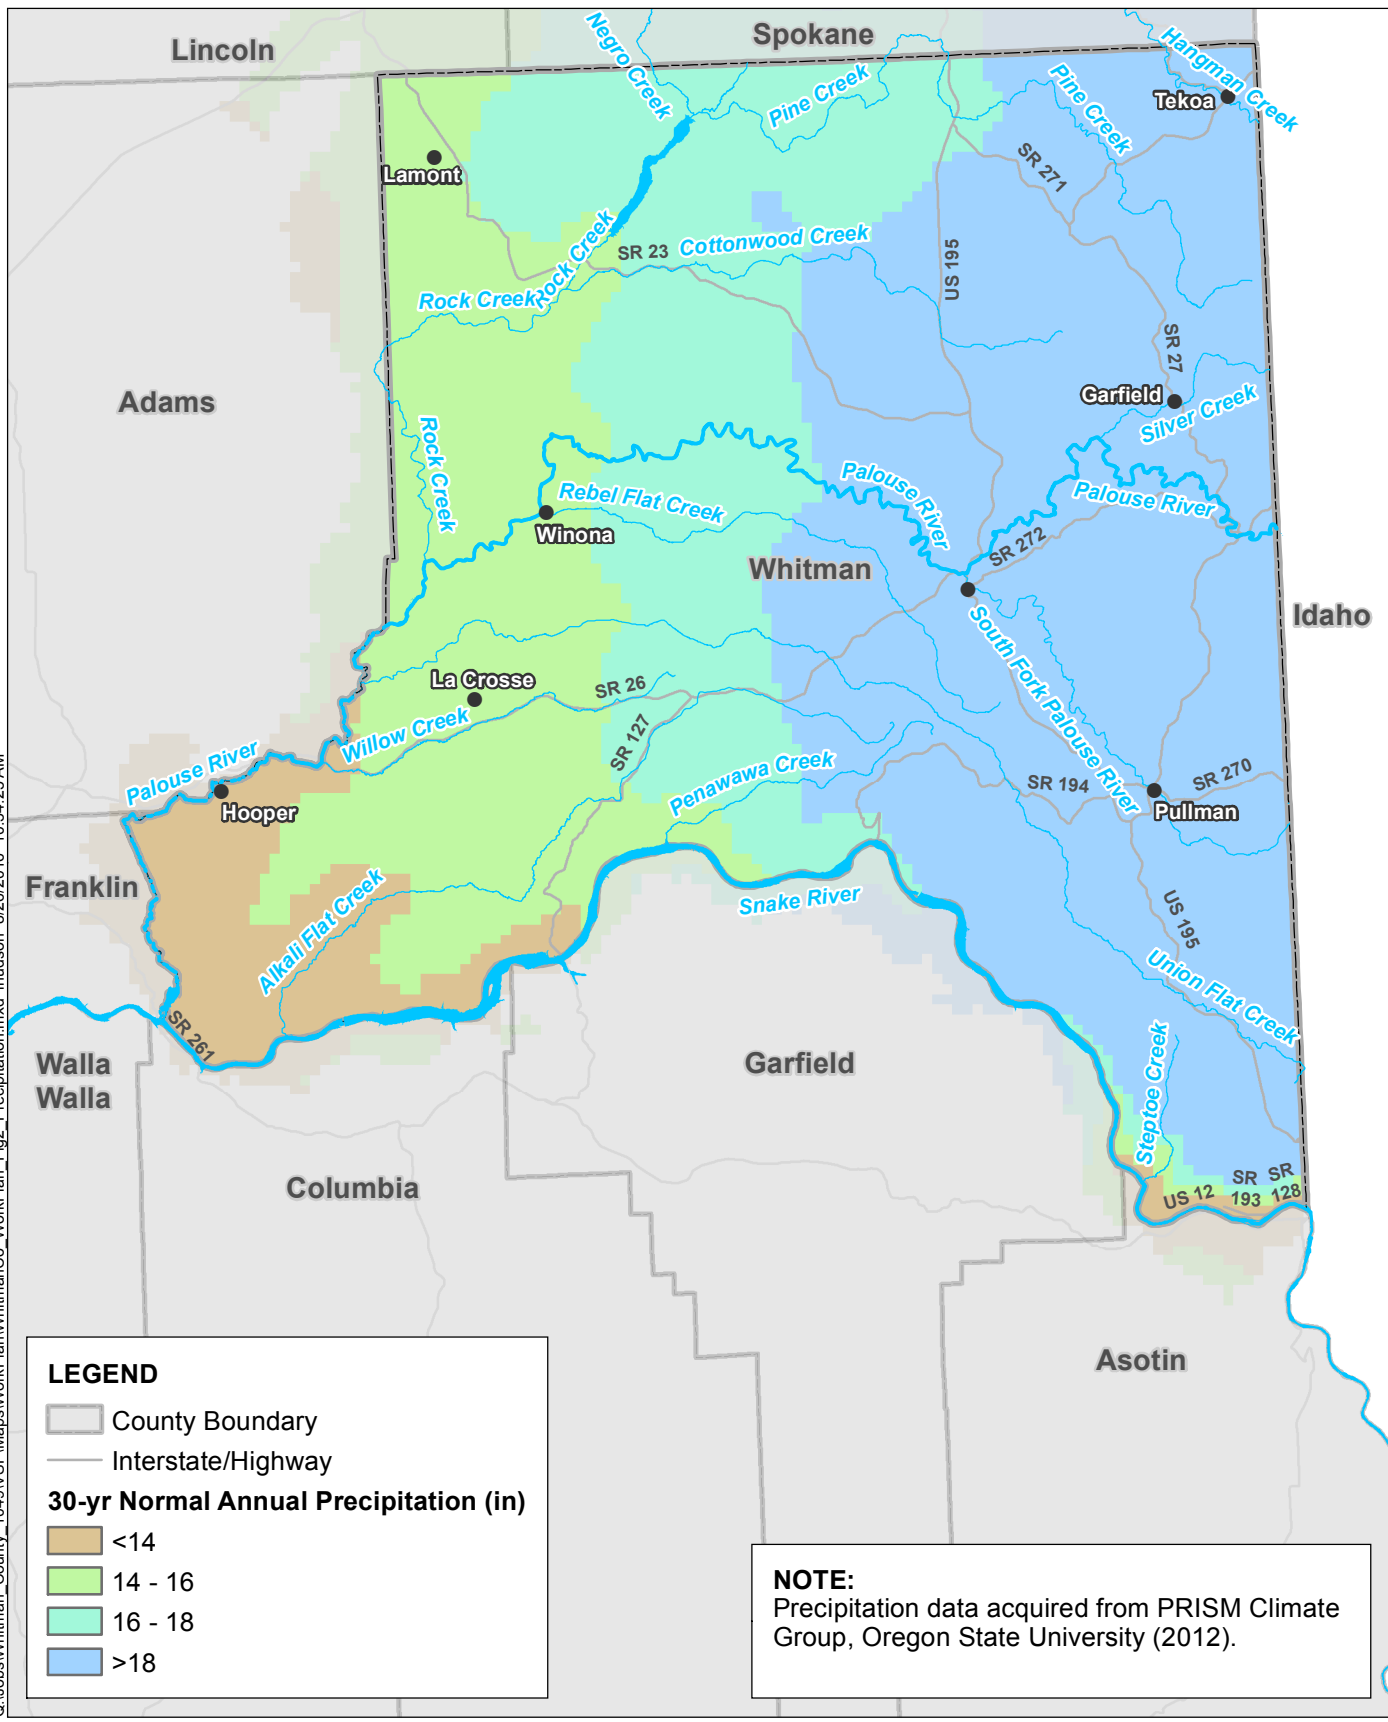 Lincoln
Spokane
Negro Creek
Pine Creek
Pine Creek
Hangman Creek
Tekoa
Lamont
SR 271
Rock Creek
SR 23
Cottonwood Creek
US 195
Rock Creek
SR 27
Adams
Garfield
Silver Creek
Rock Creek
Palouse River
Rebel Flat Creek
Palouse River
Winona
SR 272
Whitman
Idaho
South Fork Palouse River
La Crosse
SR 26
Willow Creek
SR 127
Palouse River
Penawawa Creek
SR 194
SR 270
Hooper
Pullman
Franklin
Snake River
Alkali Flat Creek
US 195
Union Flat Creek
SR 261
Walla
Walla
Garfield
Steptoe Creek
Columbia
US 12
SR
193
SR
128
Asotin
LEGEND
County Boundary
Interstate/Highway
30-yr Normal Annual Precipitation (in)
<14
14 - 16
16 - 18
>18
NOTE:
Precipitation data acquired from PRISM Climate
Group, Oregon State University (2012).